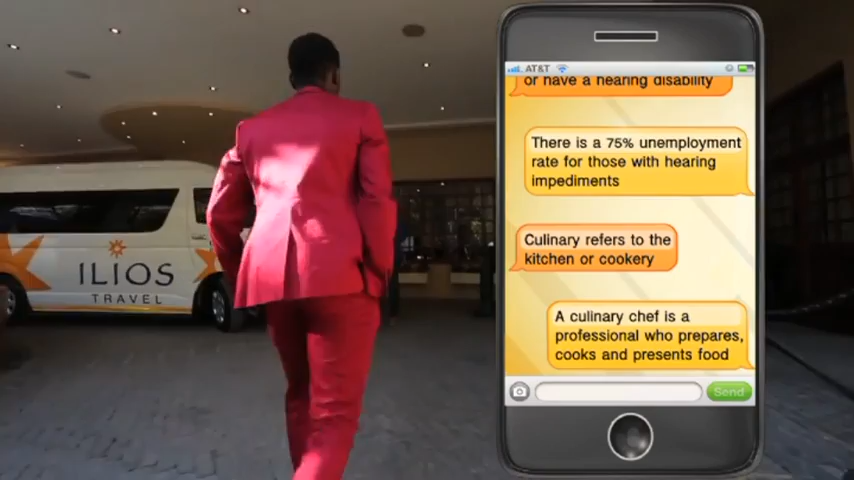 ILIOS
TRAVEL
AT&T
or have a hearing disability
There is a 75% unemployment
rate for those with hearing
impediments
Culinary refers to the
kitchen or cookery
A culinary chef is a
professional who prepares,
cooks and presents food
Send